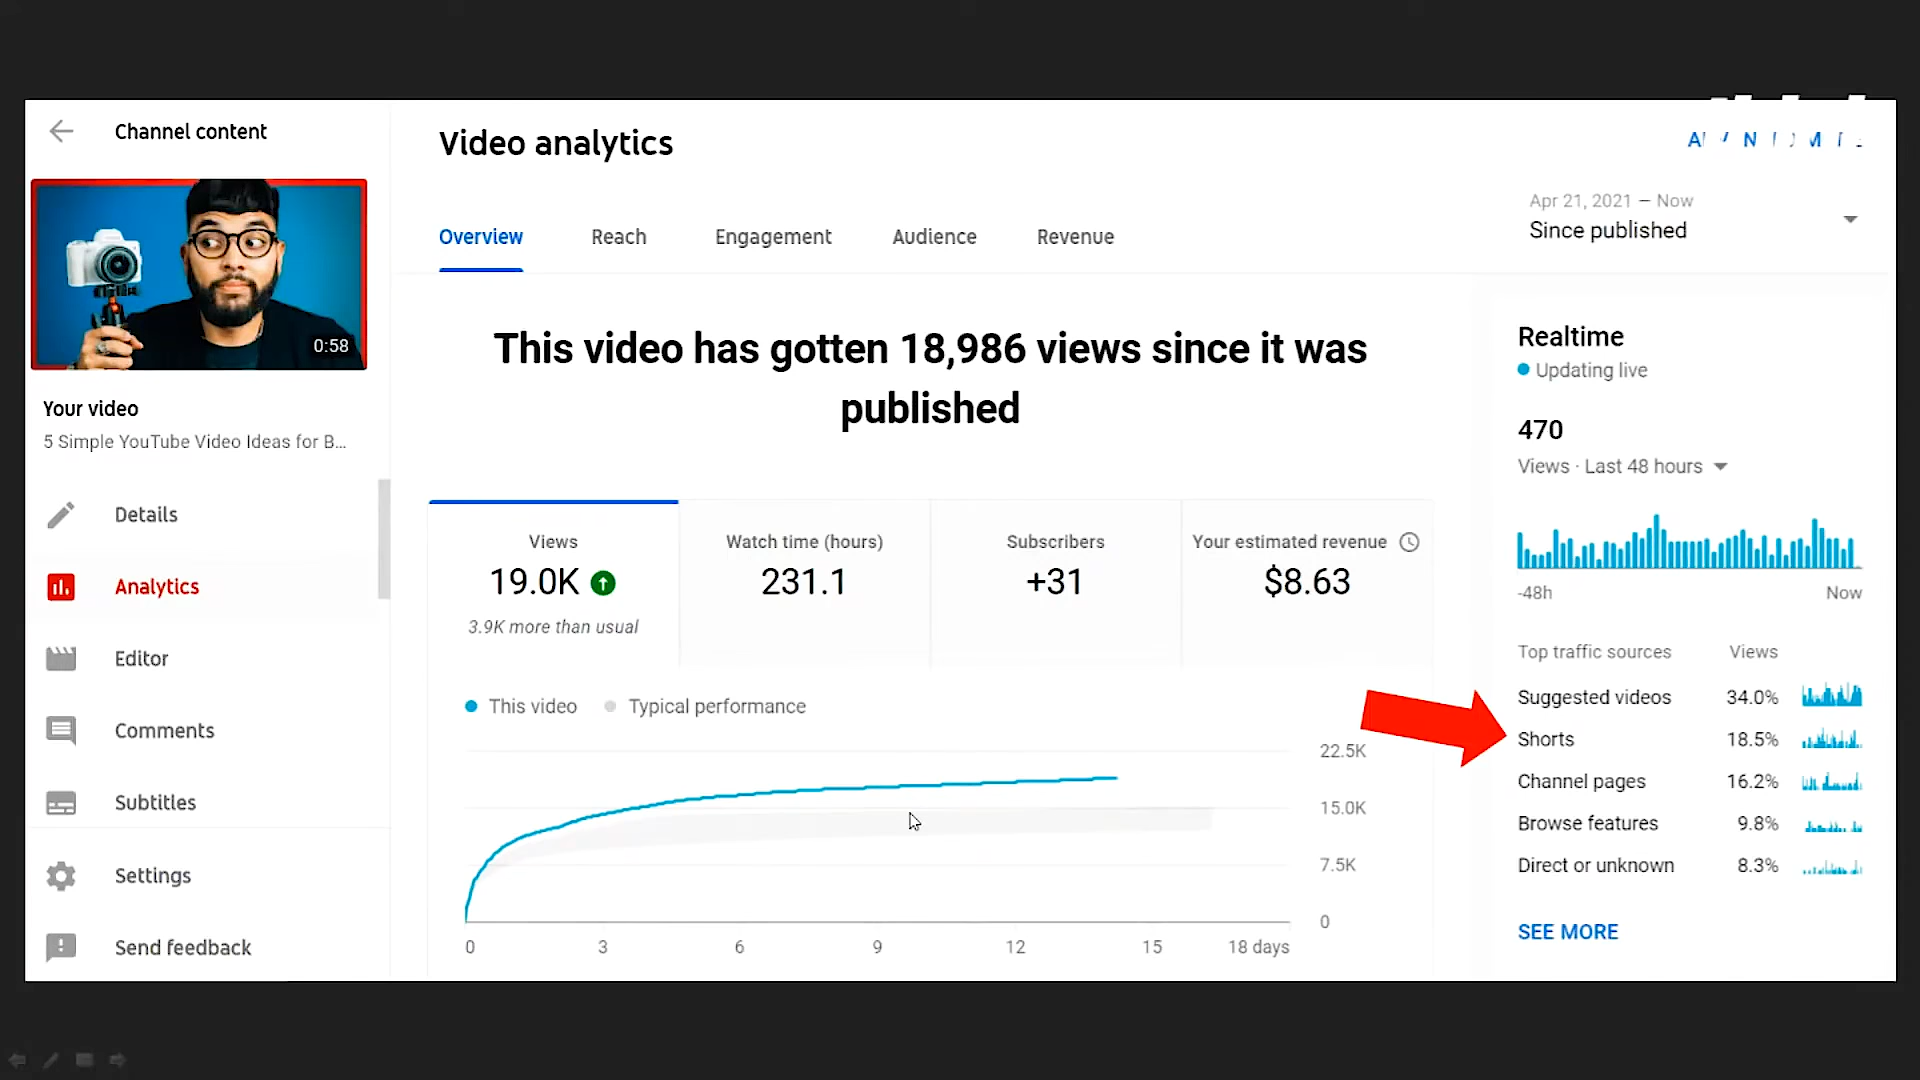 Channel content
0:58
Your video
5 Simple YouTube Video Ideas for B...
Details
Analytics
Editor
Comments
Subtitles
Settings
Send feedback
Video analytics
Overview
Reach
Engagement
Audience
Revenue
Apr 21, 2021 – Now
Since published
This video has gotten 18,986 views since it was
published
Views
19.0K
3.9K more than usual
Watch time (hours)
231.1
Subscribers
+31
Your estimated revenue
$8.63
This video
Typical performance
22.5K
15.0K
7.5K
0
0
3
6
9
12
15
18 days
Realtime
Updating live
470
Views · Last 48 hours
-48h
Now
Top traffic sources
Views
Suggested videos
34.0%
Shorts
18.5%
Channel pages
16.2%
Browse features
9.8%
Direct or unknown
8.3%
SEE MORE